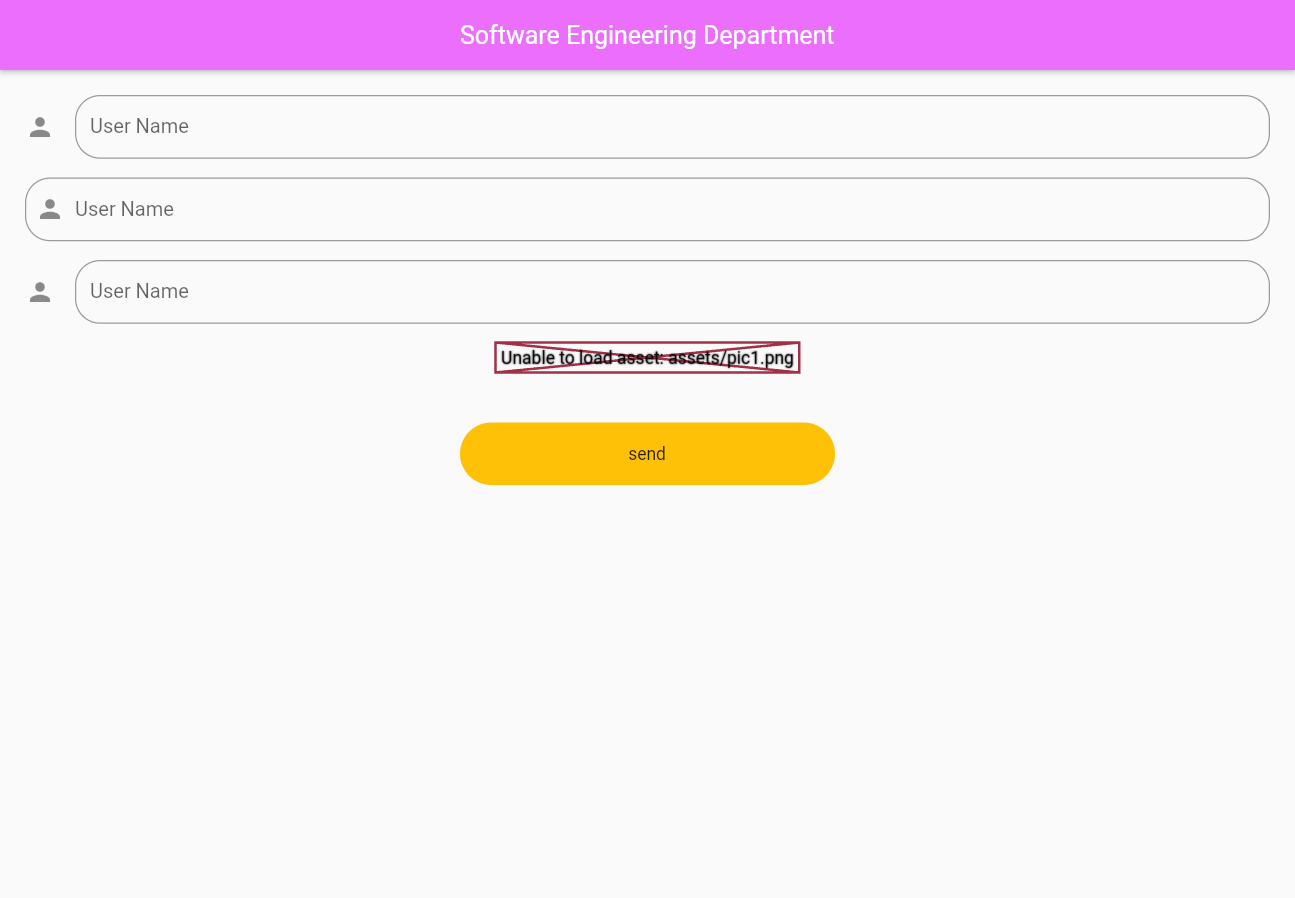 Software Engineering Department
User Name
User Name
User Name
Unable to load asset: assets/pic1.png
send